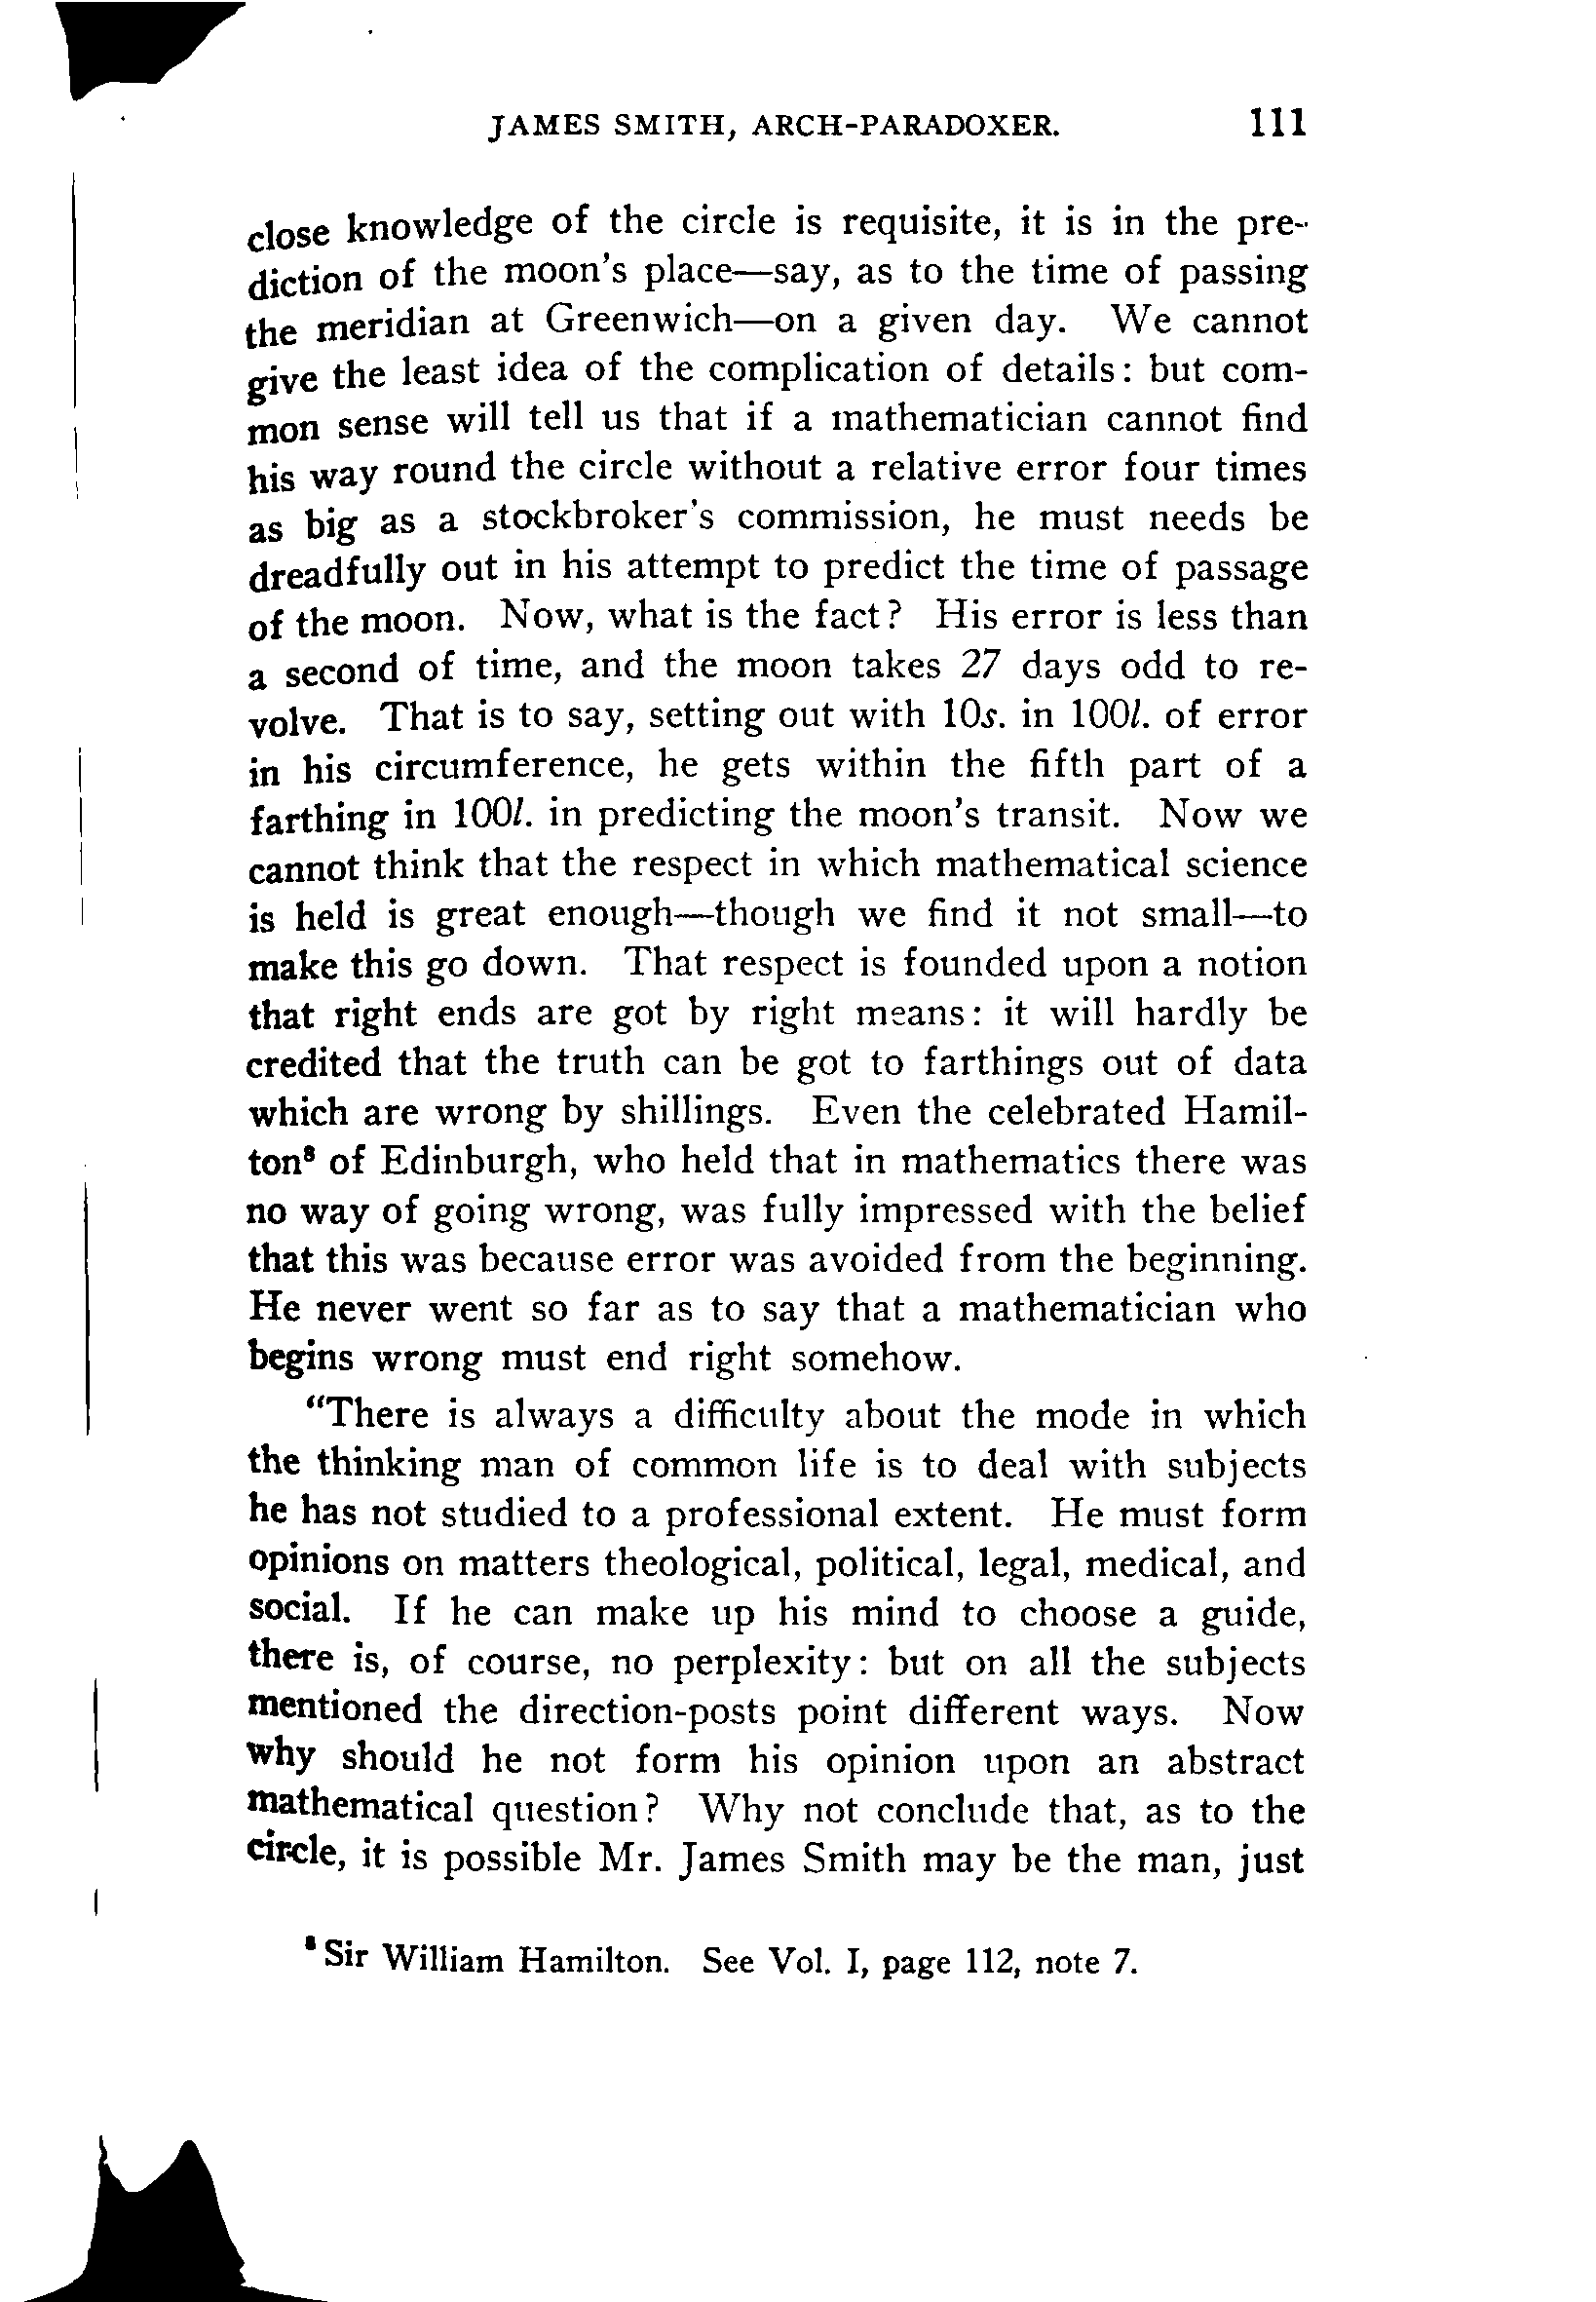 JAMES SMITH, ARCH-PARADOXER. 111
close knowledge of the circle is requisite, it is in the pre-
diction of the moon's place—say, as to the time of passing
the meridian at Greenwich—on a given day. We cannot
give the least idea of the complication of details: but com-
mon sense will tell us that if a mathematician cannot find
his way round the circle without a relative error four times
as big as a stockbroker's commission, he must needs be
dreadfully out in his attempt to predict the time of passage
of the moon. Now, what is the fact? His error is less than
a second of time, and the moon takes 27 days odd to re-
volve. That is to say, setting out with 10s. in 100l. of error
in his circumference, he gets within the fifth part of a
farthing in 100l. in predicting the moon's transit. Now we
cannot think that the respect in which mathematical science
is held is great enough—though we find it not small—to
make this go down. That respect is founded upon a notion
that right ends are got by right means: it will hardly be
credited that the truth can be got to farthings out of data
which are wrong by shillings. Even the celebrated Hamil-
ton⁸ of Edinburgh, who held that in mathematics there was
no way of going wrong, was fully impressed with the belief
that this was because error was avoided from the beginning.
He never went so far as to say that a mathematician who
begins wrong must end right somehow.
"There is always a difficulty about the mode in which
the thinking man of common life is to deal with subjects
he has not studied to a professional extent. He must form
opinions on matters theological, political, legal, medical, and
social. If he can make up his mind to choose a guide,
there is, of course, no perplexity: but on all the subjects
mentioned the direction-posts point different ways. Now
why should he not form his opinion upon an abstract
mathematical question? Why not conclude that, as to the
circle, it is possible Mr. James Smith may be the man, just
⁸ Sir William Hamilton. See Vol. I, page 112, note 7.